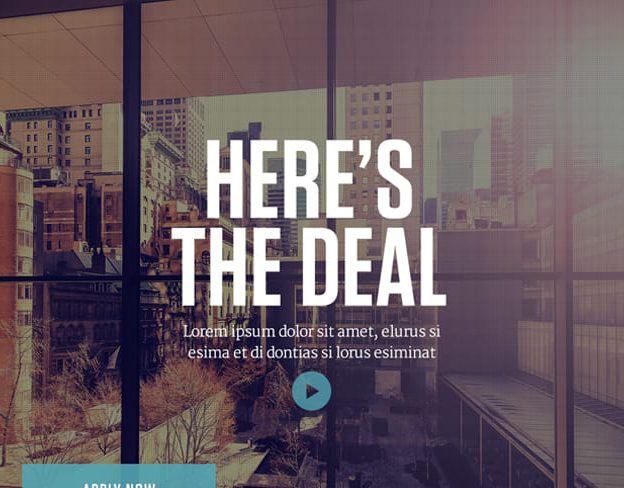 HERE'S
THE DEAL
Lorem ipsum dolor sit amet, elurus si
esima et di dontias si lorus esiminat
APPLY NOW